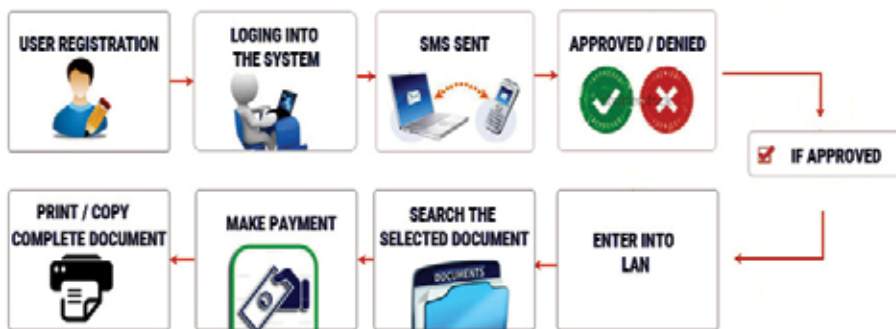 USER REGISTRATION
LOGING INTO
THE SYSTEM
SMS SENT
APPROVED / DENIED
IF APPROVED
ENTER INTO
LAN
SEARCH THE
SELECTED DOCUMENT
DOCUMENTS
MAKE PAYMENT
PRINT / COPY
COMPLETE DOCUMENT